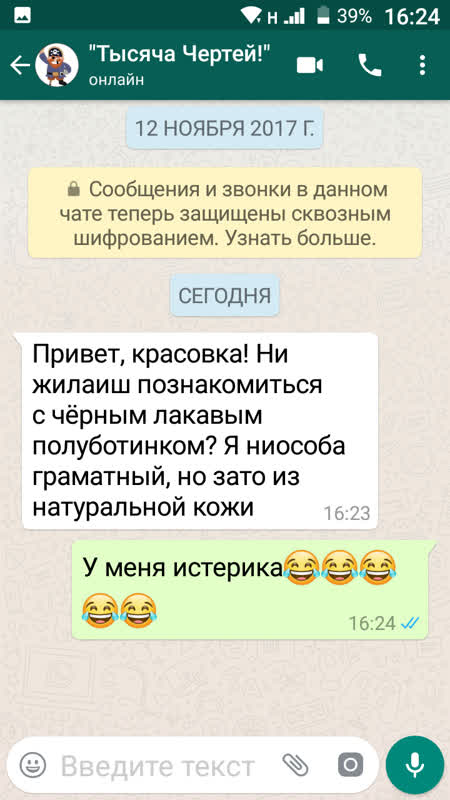 н 39% 16:24
"Тысяча Чертей!"
онлайн
12 НОЯБРЯ 2017 Г.
Сообщения и звонки в данном
чате теперь защищены сквозным
шифрованием. Узнать больше.
СЕГОДНЯ
Привет, красовка! Ни
жилаиш познакомиться
с чёрным лакавым
полуботинком? Я ниособа
граматный, но зато из
натуральной кожи
16:23
У меня истерика😂😂😂
😂😂
16:24
Введите текст